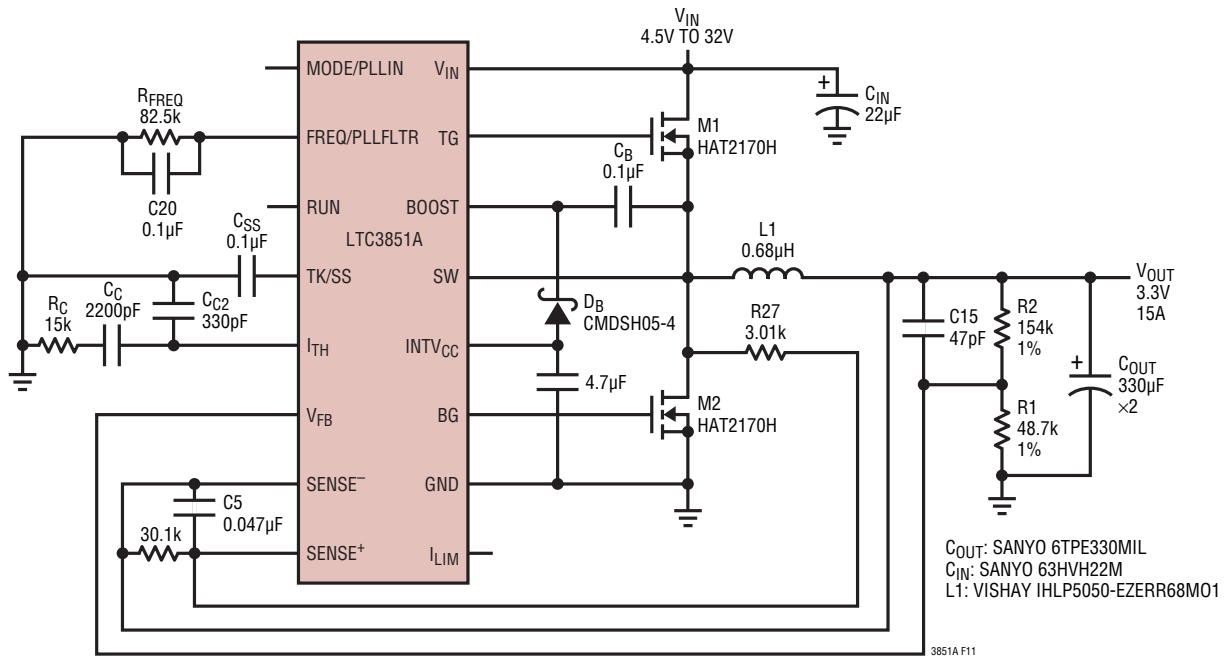 V_IN
4.5V TO 32V
MODE/PLLIN
V_IN
R_FREQ
82.5k
C_IN
22µF
FREQ/PLLFLTR
TG
M1
HAT2170H
C20
0.1µF
C_B
0.1µF
RUN
BOOST
C_SS
0.1µF
LTC3851A
L1
0.68µH
TK/SS
SW
V_OUT
3.3V
15A
R_C
15k
C_C
2200pF
C_C2
330pF
D_B
CMDSH05-4
R27
3.01k
C15
47pF
R2
154k
1%
I_TH
INTV_CC
4.7µF
C_OUT
330µF
×2
M2
HAT2170H
R1
48.7k
1%
V_FB
BG
SENSE–
GND
C5
0.047µF
30.1k
SENSE+
I_LIM
C_OUT: SANYO 6TPE330MIL
C_IN: SANYO 63HVH22M
L1: VISHAY IHLP5050-EZERR68MO1
3851A F11
+
+